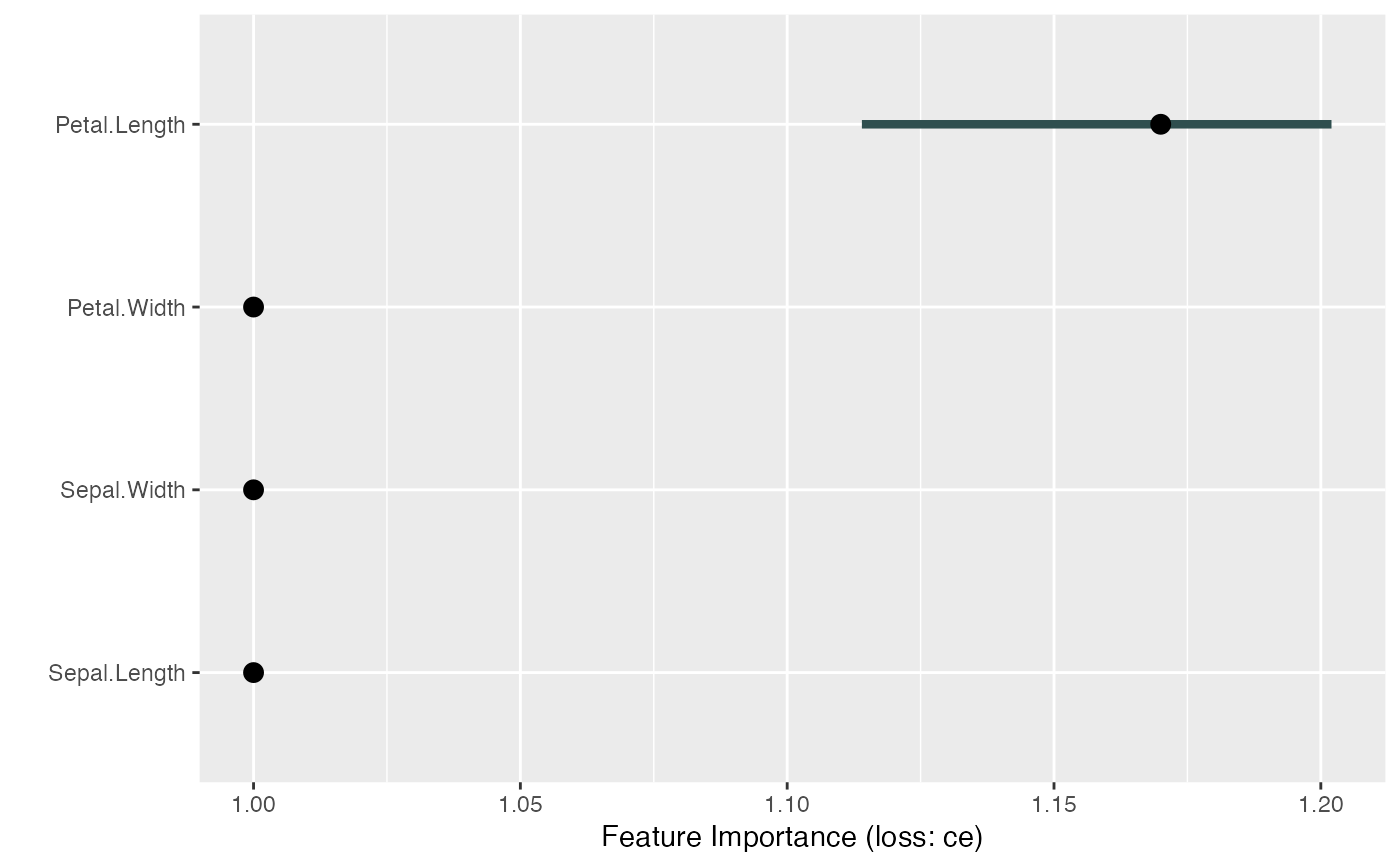 Petal.Length
Petal.Width
Sepal.Width
Sepal.Length
1.00 1.05 1.10 1.15 1.20
Feature Importance (loss: ce)